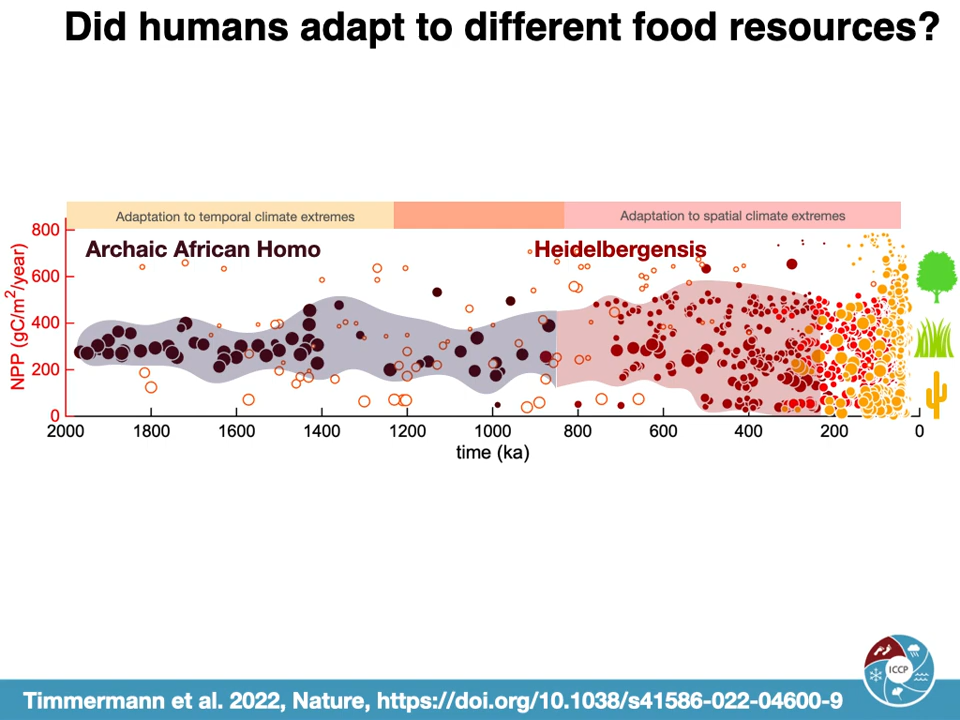 Did humans adapt to different food resources?
Adaptation to temporal climate extremes
Adaptation to spatial climate extremes
800
Archaic African Homo
Heidelbergensis
600
400
200
0
NPP (gC/m²/year)
2000 1800 1600 1400 1200 1000 800 600 400 200 0
time (ka)
ICCP
Timmermann et al. 2022, Nature, https://doi.org/10.1038/s41586-022-04600-9